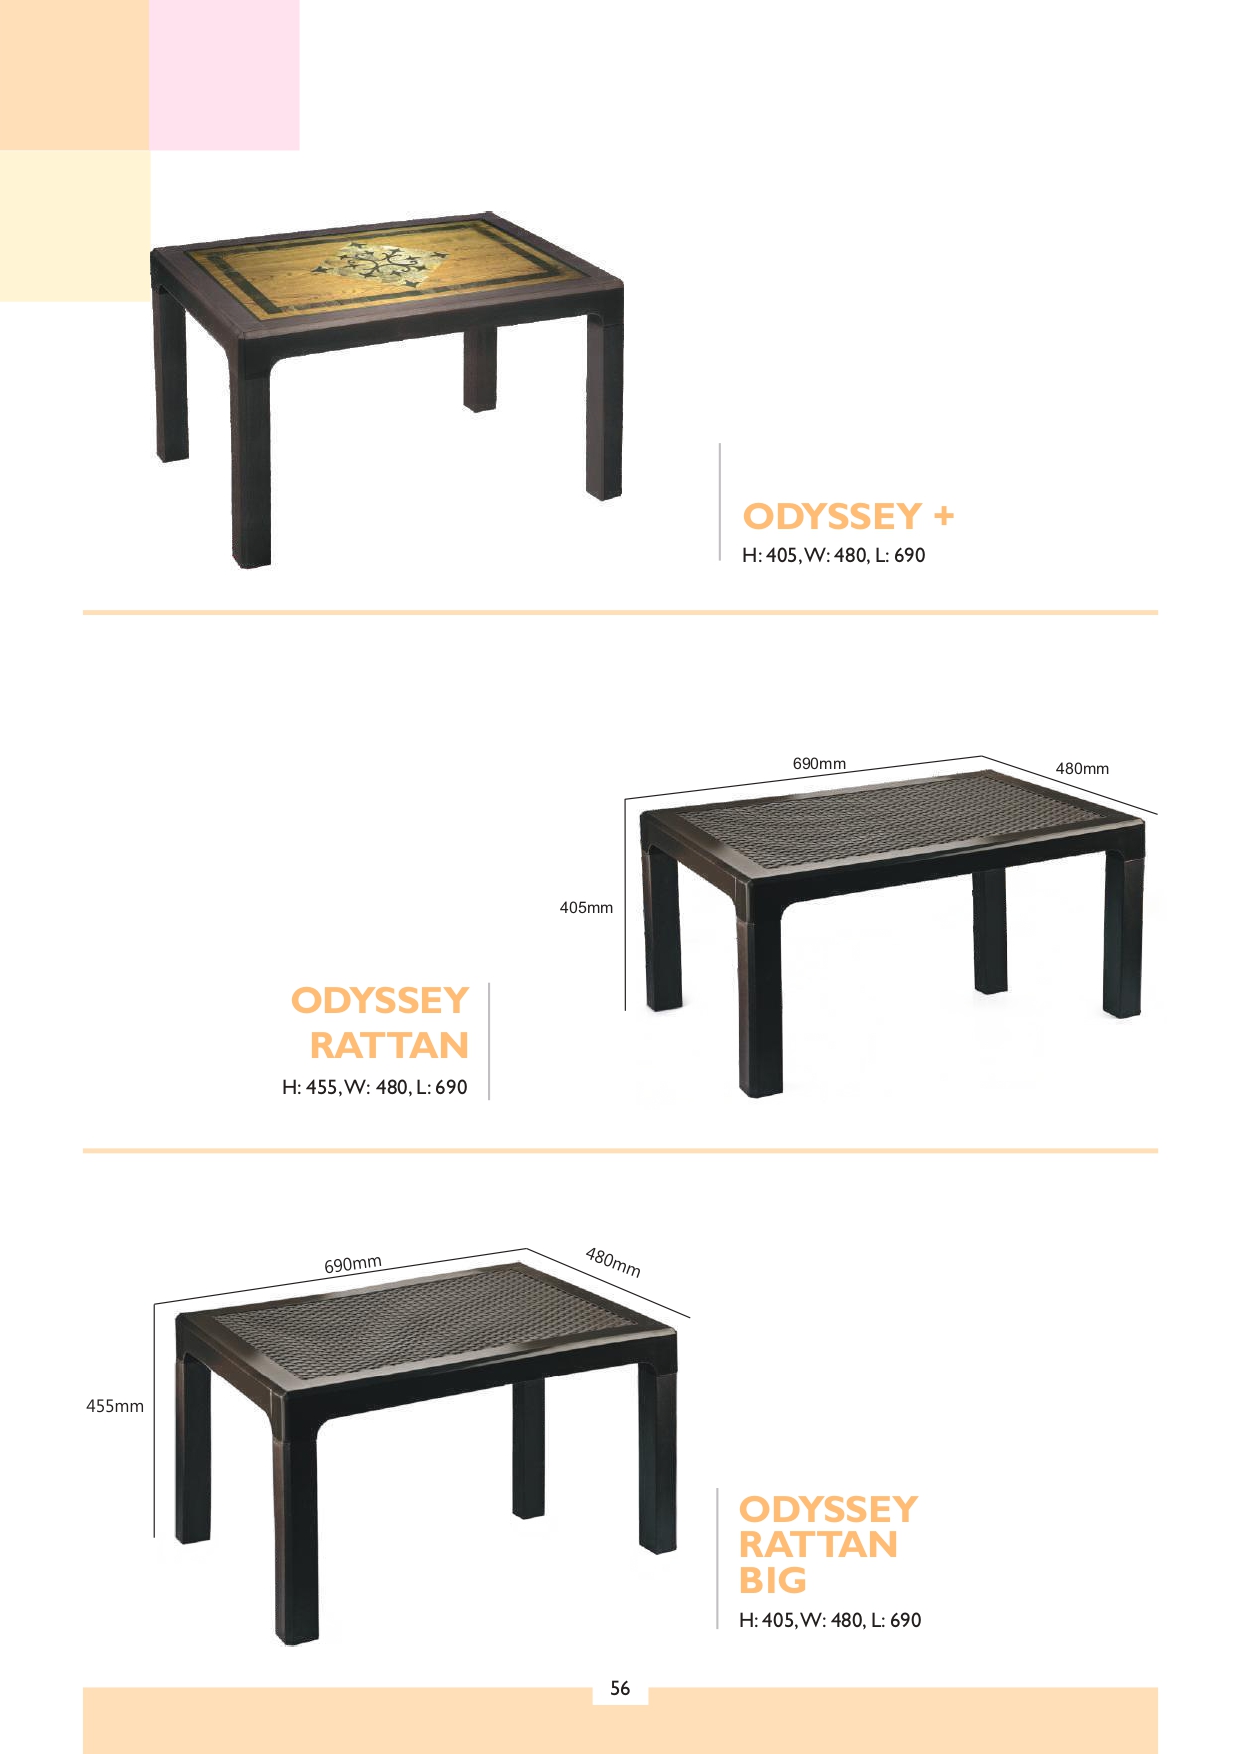 ODYSSEY +
H: 405, W: 480, L: 690
690mm
480mm
405mm
ODYSSEY
RATTAN
H: 455, W: 480, L: 690
690mm
480mm
455mm
ODYSSEY
RATTAN
BIG
H: 405, W: 480, L: 690
56